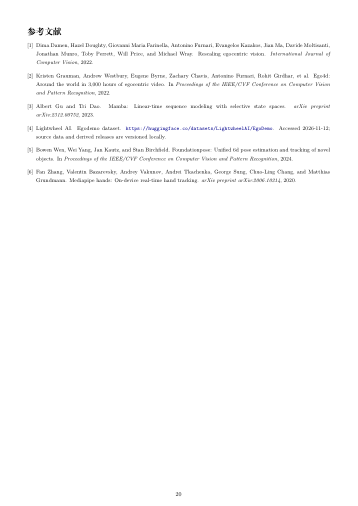 参考文献
[1] Dima Damen, Hazel Doughty, Giovanni Maria Farinella, Antonino Furnari, Evangelos Kazakos, Jian Ma, Davide Moltisanti,
Jonathan Munro, Toby Perrett, Will Price, and Michael Wray. Rescaling egocentric vision. International Journal of
Computer Vision, 2022.
[2] Kristen Grauman, Andrew Westbury, Eugene Byrne, Zachary Chavis, Antonino Furnari, Rohit Girdhar, et al. Ego4d:
Around the world in 3,000 hours of egocentric video. In Proceedings of the IEEE/CVF Conference on Computer Vision
and Pattern Recognition, 2022.
[3] Albert Gu and Tri Dao. Mamba: Linear-time sequence modeling with selective state spaces. arXiv preprint
arXiv:2312.00752, 2023.
[4] Lightwheel AI. Egodemo dataset. https://huggingface.co/datasets/LightwheelAI/EgoDemo. Accessed 2026-11-12;
source data and derived releases are versioned locally.
[5] Bowen Wen, Wei Yang, Jan Kautz, and Stan Birchfield. Foundationpose: Unified 6d pose estimation and tracking of novel
objects. In Proceedings of the IEEE/CVF Conference on Computer Vision and Pattern Recognition, 2024.
[6] Fan Zhang, Valentin Bazarevsky, Andrey Vakunov, Andrei Tkachenka, George Sung, Chuo-Ling Chang, and Matthias
Grundmann. Mediapipe hands: On-device real-time hand tracking. arXiv preprint arXiv:2006.10214, 2020.
20